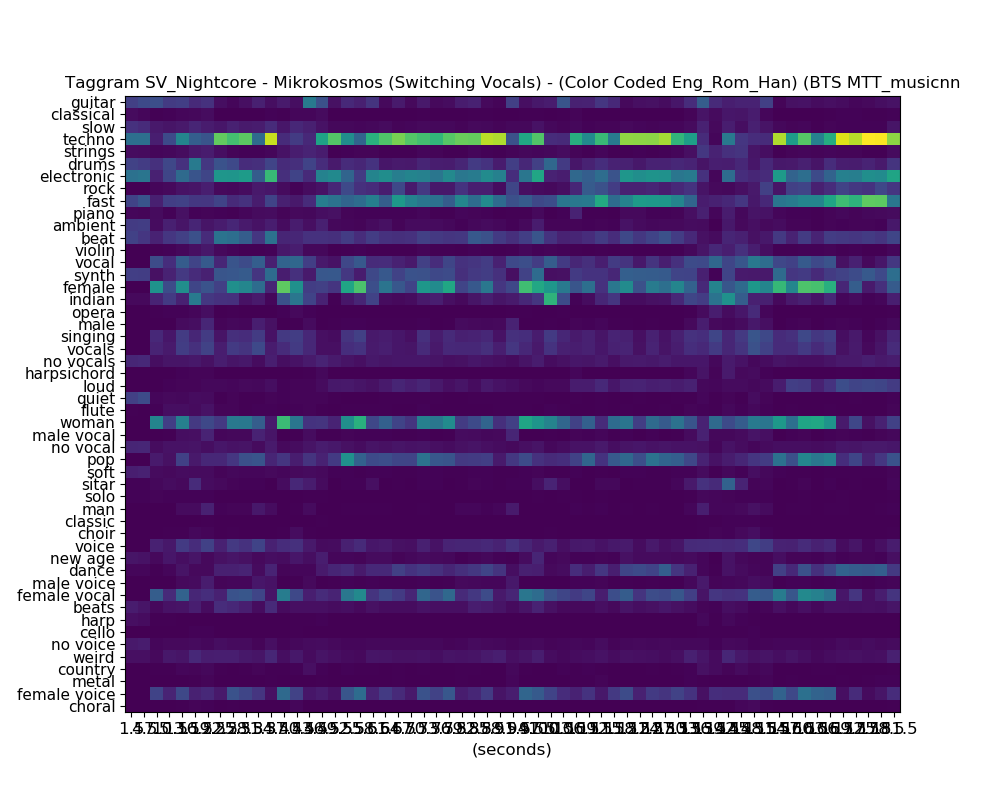 Taggram SV_Nightcore - Mikrokosmos (Switching Vocals) - (Color Coded Eng_Rom_Han) (BTS MTT_musicnn
guitar
classical
slow
techno
strings
drums
electronic
rock
fast
piano
ambient
beat
violin
vocal
synth
female
indian
opera
male
singing
vocals
no vocals
harpsichord
loud
quiet
flute
woman
male vocal
no vocal
pop
soft
sitar
solo
man
classic
choir
voice
new age
dance
male voice
female vocal
beats
harp
cello
no voice
weird
country
metal
female voice
choral
(seconds)